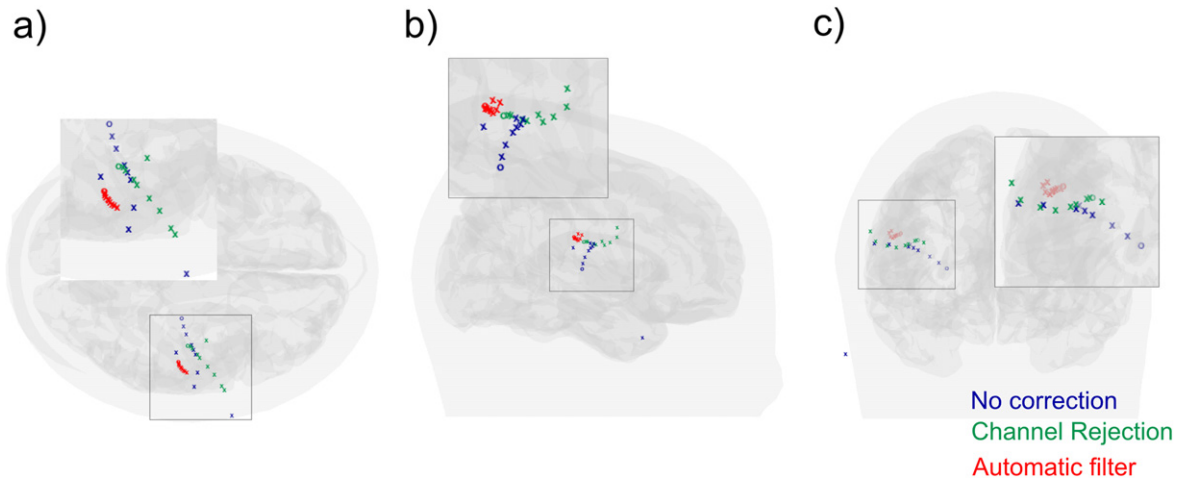 a)
b)
c)
No correction
Channel Rejection
Automatic filter